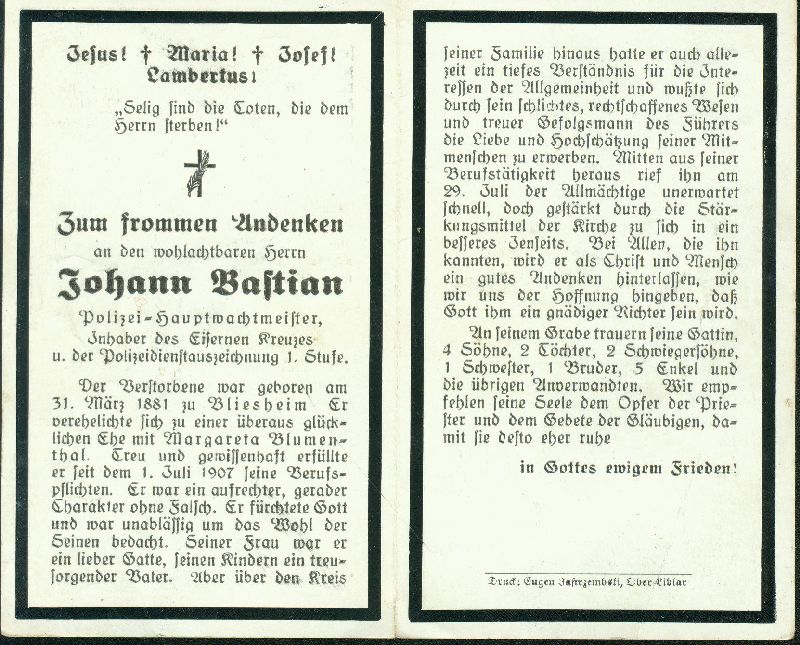 Jesus! † Maria! † Josef!
Lambertus!
„Selig sind die Toten, die dem
Herrn sterben!“
Zum frommen Andenken
an den wohlachtbaren Herrn
Johann Bastian
Polizei-Hauptwachtmeister,
Inhaber des Eisernen Kreuzes
u. der Polizeidienstauszeichnung 1. Stufe.
Der Verstorbene war geboren am
31. März 1881 zu Bliesheim Er
verehelichte sich zu einer überaus glück-
lichen Ehe mit Margareta Blumen-
thal. Treu und gewissenhaft erfüllte
er seit dem 1. Juli 1907 seine Berufs-
pflichten. Er war ein aufrechter, gerader
Charakter ohne Falsch. Er fürchtete Gott
und war unablässig um das Wohl der
Seinen bedacht. Seiner Frau war er
ein lieber Gatte, seinen Kindern ein treu-
sorgender Vater. Aber über den Kreis
seiner Familie hinaus hatte er auch alle-
zeit ein tiefes Verständnis für die Inte-
ressen der Allgemeinheit und wußte sich
durch sein schlichtes, rechtschaffenes Wesen
und treuer Gefolgsmann des Führers
die Liebe und Hochschätzung seiner Mit-
menschen zu erwerben. Mitten aus seiner
Berufstätigkeit heraus rief ihn am
29. Juli der Allmächtige unerwartet
schnell, doch gestärkt durch die Stär-
kungsmittel der Kirche zu sich in ein
besseres Jenseits. Bei Allen, die ihn
kannten, wird er als Christ und Mensch
ein gutes Andenken hinterlassen, wie
wir uns der Hoffnung hingeben, daß
Gott ihm ein gnädiger Richter sein wird.
An seinem Grabe trauern seine Gattin,
4 Söhne, 2 Töchter, 2 Schwiegersöhne,
1 Schwester, 1 Bruder, 5 Enkel und
die übrigen Anverwandten. Wir emp-
fehlen seine Seele dem Opfer der Prie-
ster und dem Gebete der Gläubigen, da-
mit sie desto eher ruhe
in Gottes ewigem Frieden!
Druck: Eugen Jastrzembski, Ober-Liblar